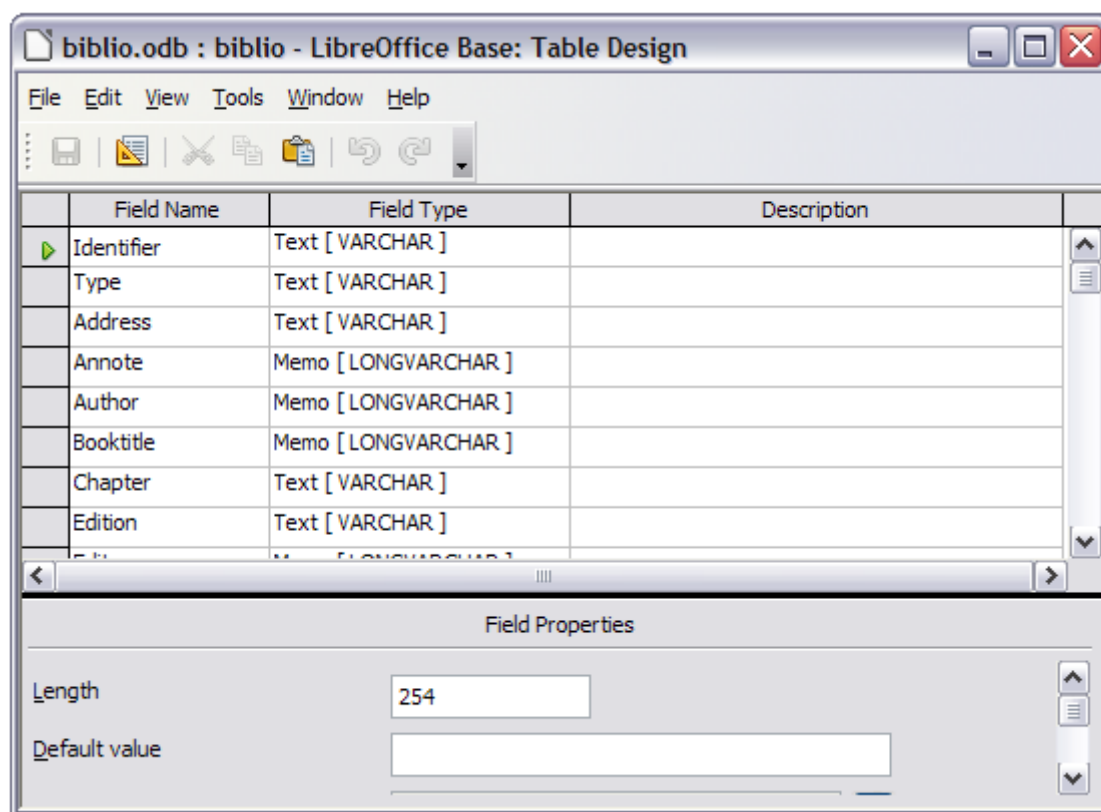 biblio.odb : biblio - LibreOffice Base: Table Design
File Edit View Tools Window Help
Field Name Field Type Description
Identifier Text [ VARCHAR ]
Type Text [ VARCHAR ]
Address Text [ VARCHAR ]
Annote Memo [ LONGVARCHAR ]
Author Memo [ LONGVARCHAR ]
Booktitle Memo [ LONGVARCHAR ]
Chapter Text [ VARCHAR ]
Edition Text [ VARCHAR ]
Field Properties
Length 254
Default value